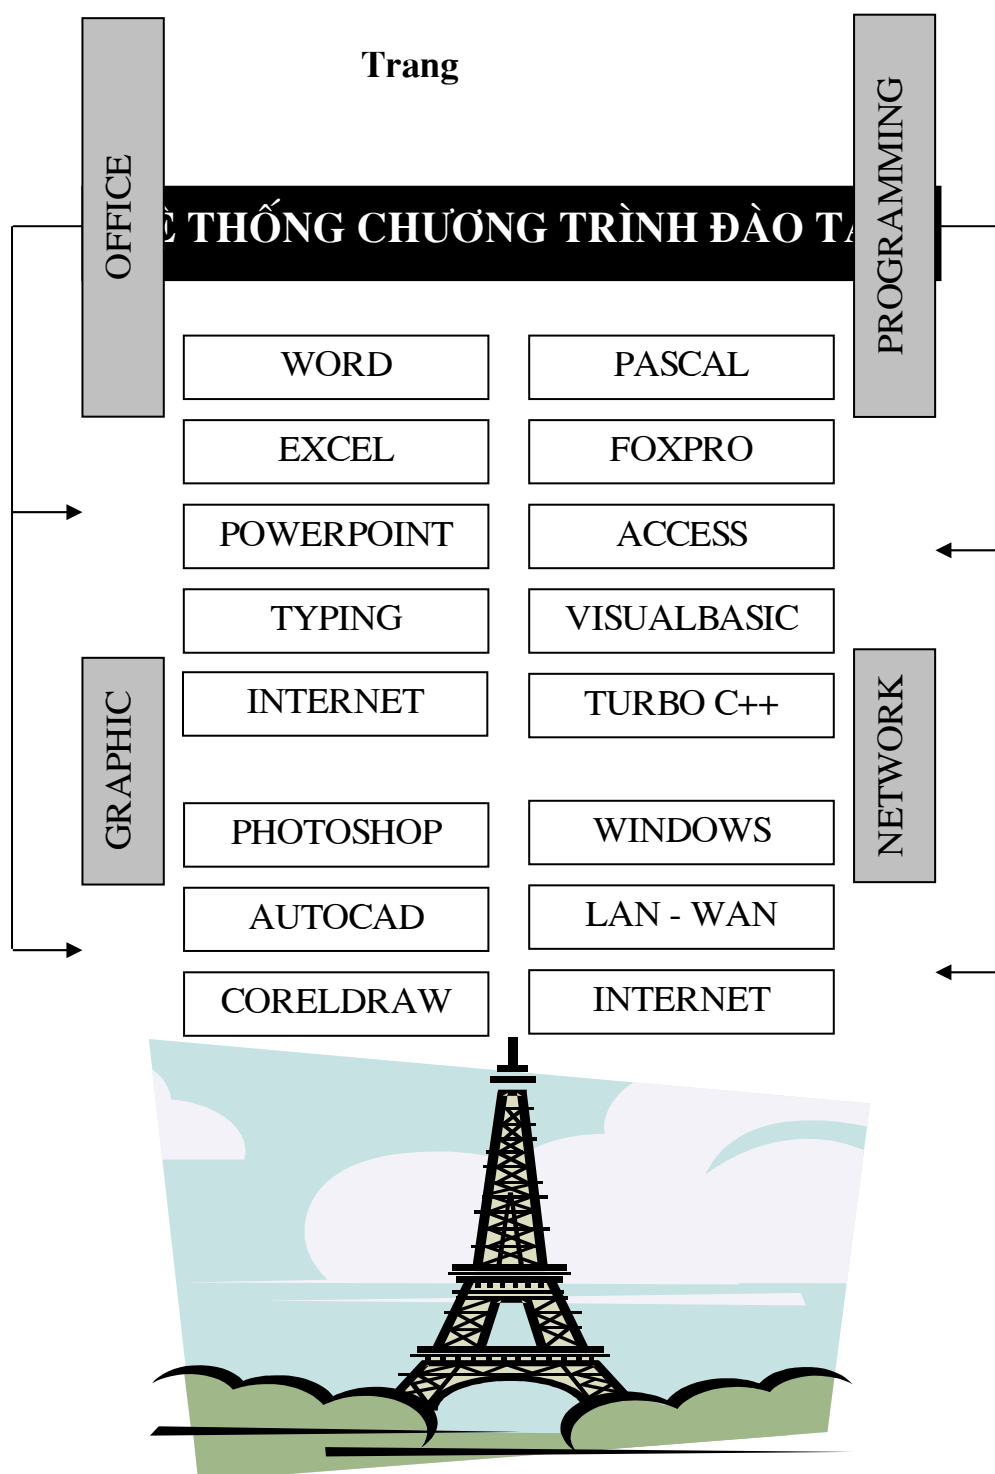 Trang
THỐNG CHƯƠNG TRÌNH ĐÀO
OFFICE
WORD
EXCEL
POWERPOINT
TYPING
INTERNET
PROGRAMMING
PASCAL
FOXPRO
ACCESS
VISUALBASIC
TURBO C++
GRAPHIC
PHOTOSHOP
AUTOCAD
CORELDRAW
NETWORK
WINDOWS
LAN - WAN
INTERNET